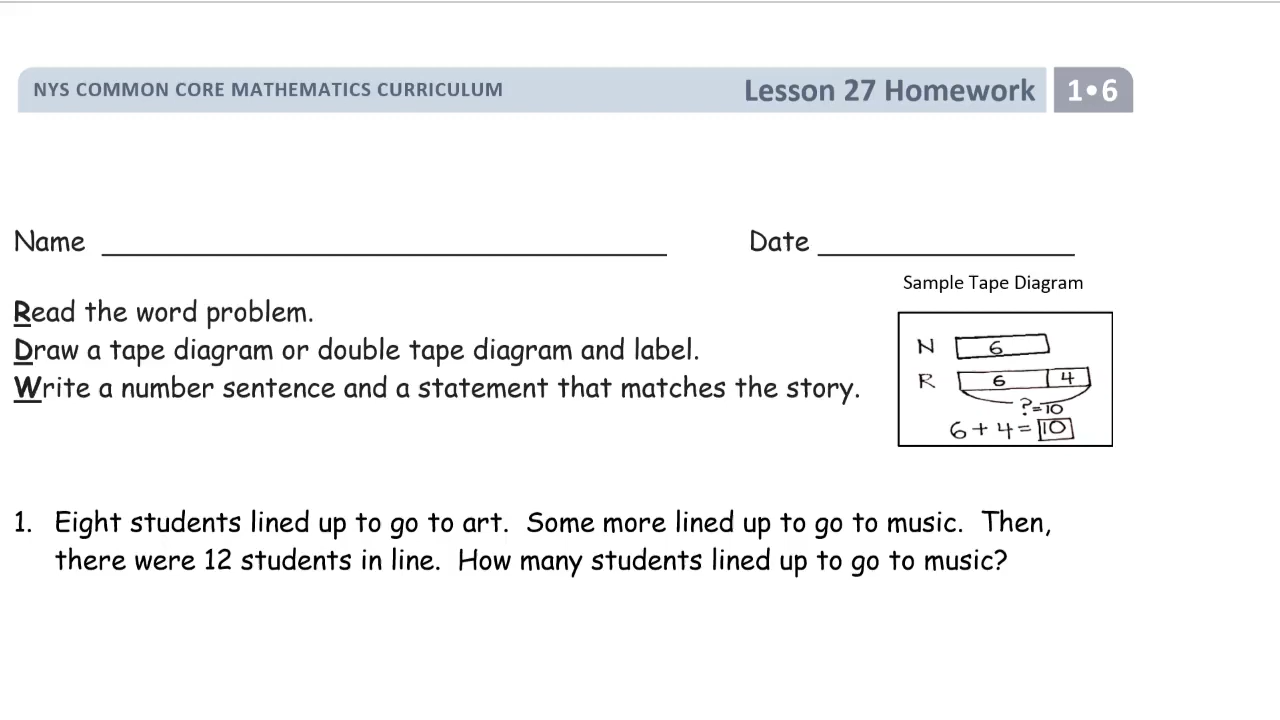 NYS COMMON CORE MATHEMATICS CURRICULUM Lesson 27 Homework 1•6
Name Date
Sample Tape Diagram
Read the word problem.
Draw a tape diagram or double tape diagram and label.
Write a number sentence and a statement that matches the story.
N 6
R 6 4
?=10
6 + 4 = 10
1. Eight students lined up to go to art. Some more lined up to go to music. Then,
there were 12 students in line. How many students lined up to go to music?